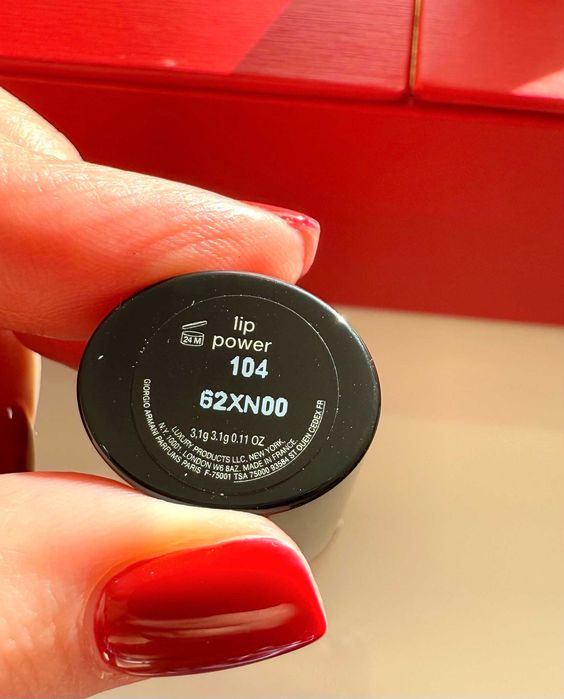 24 M
lip
power
104
62XN00
3.1g 3.1g 0.11 OZ
LUXURY PRODUCTS LLC, NEW YORK,
N.Y. 10001. LONDON W6 8AZ. MADE IN FRANCE.
GIORGIO ARMANI PARFUMS PARIS F-75001 TSA 75000 93584 ST OUEN CEDEX FR